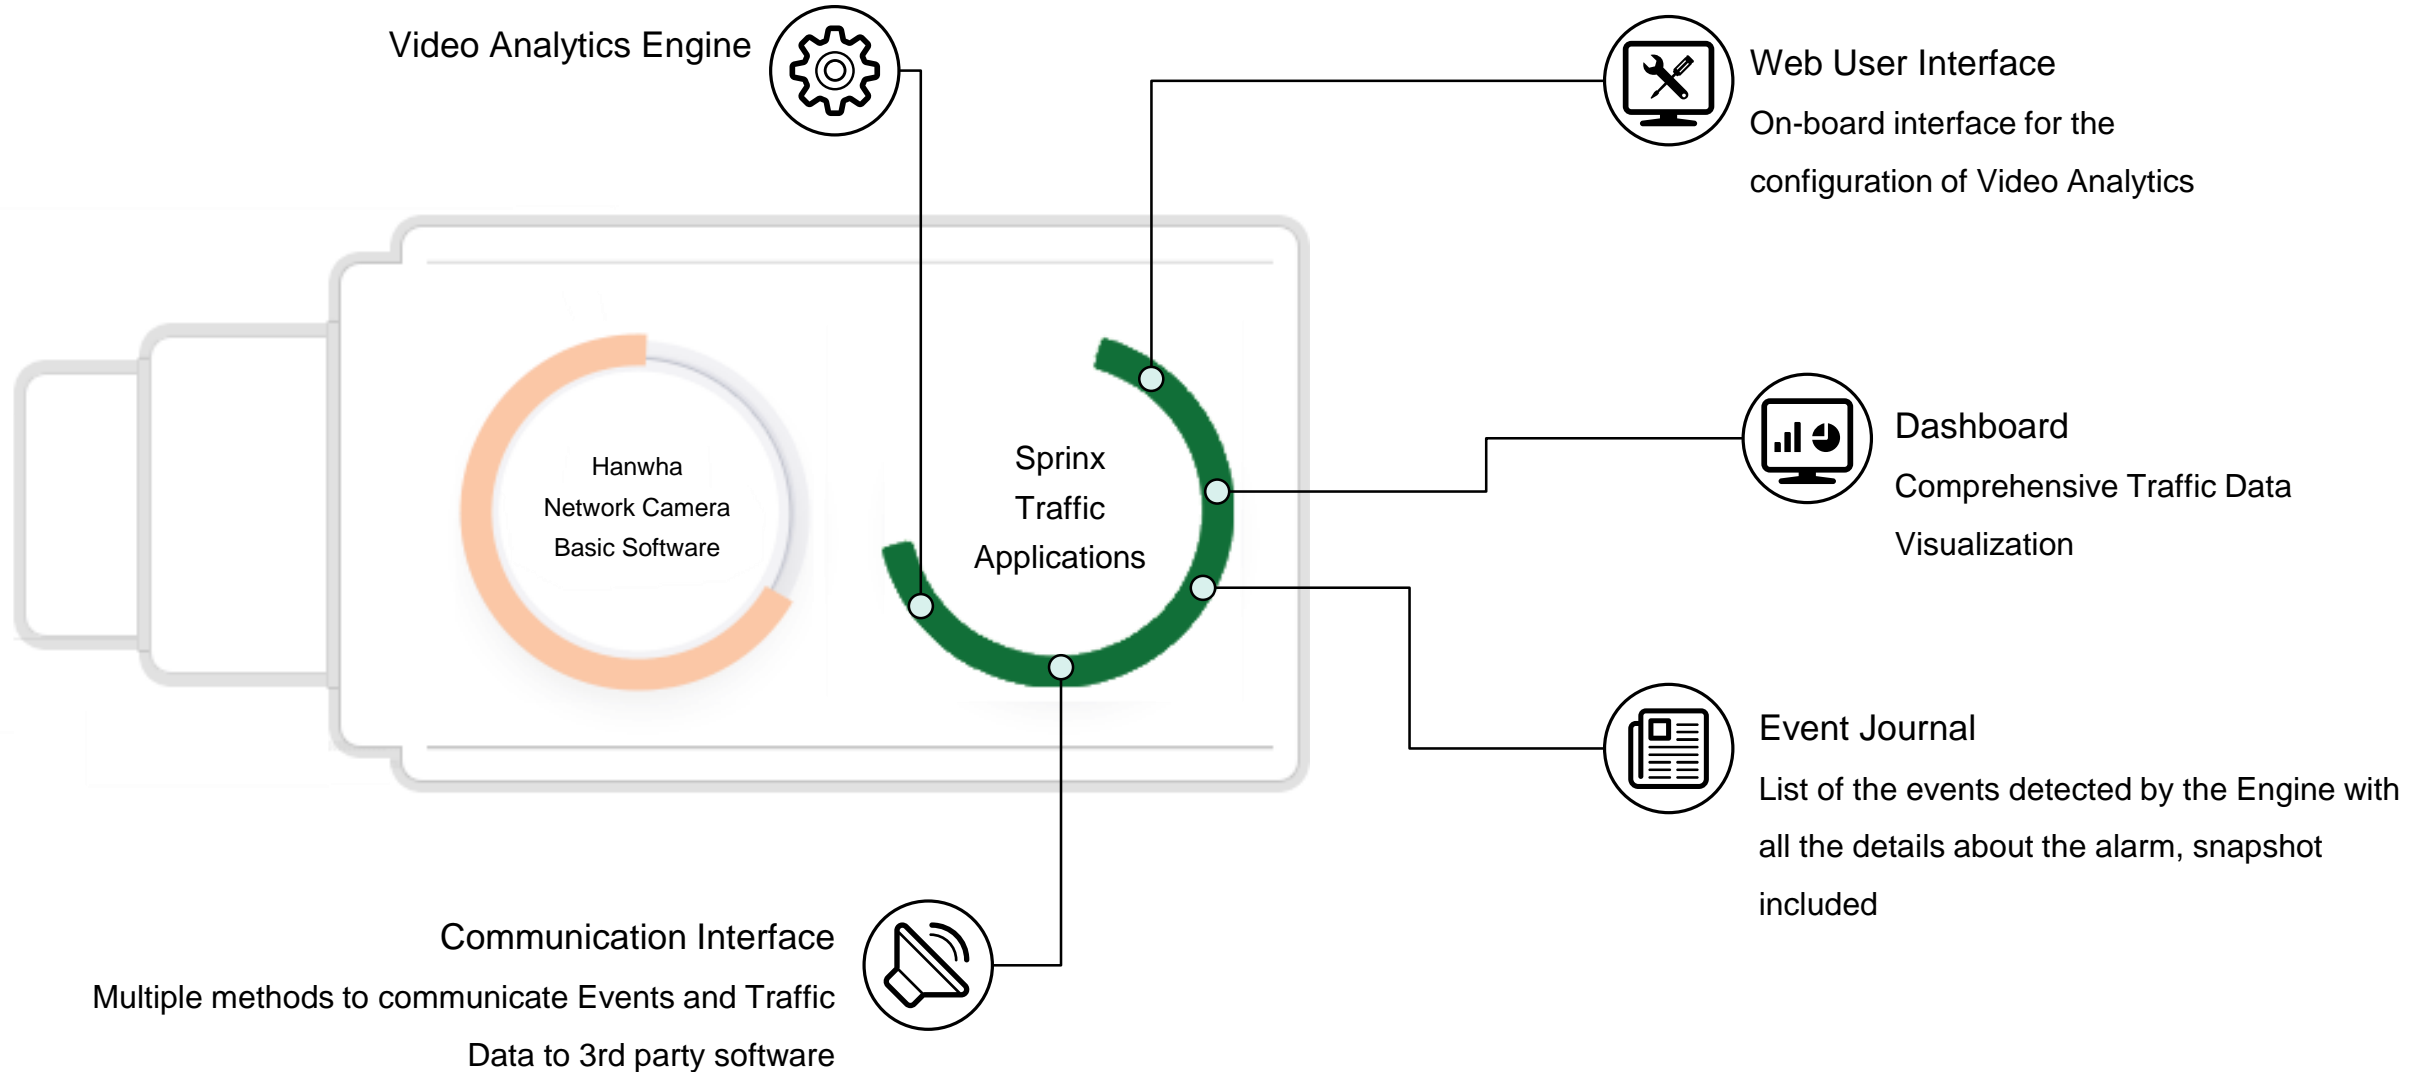 Video Analytics Engine
Web User Interface
On-board interface for the
configuration of Video Analytics
Hanwha
Network Camera
Basic Software
Sprinx
Traffic
Applications
Dashboard
Comprehensive Traffic Data
Visualization
Event Journal
List of the events detected by the Engine with
all the details about the alarm, snapshot
included
Communication Interface
Multiple methods to communicate Events and Traffic
Data to 3rd party software